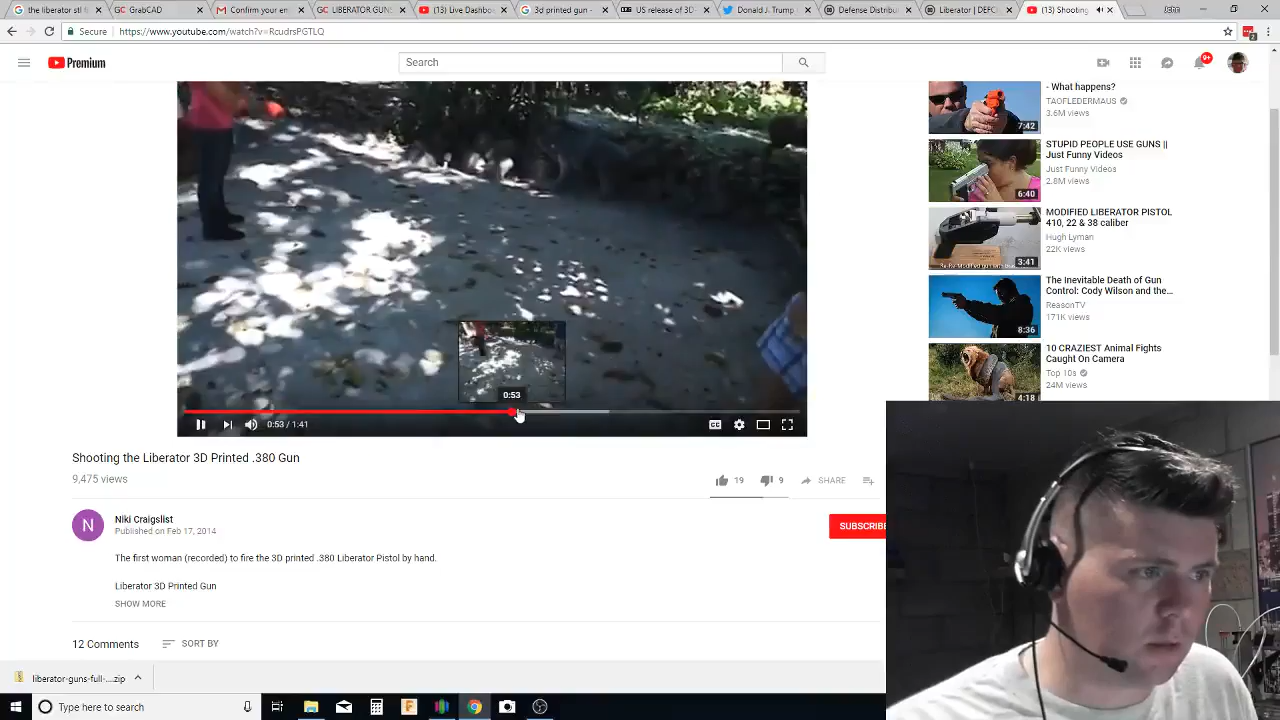 the liberator stl
GrabCAD
Confirm your en
LIBERATOR GUNS
(13) Live Dashbo
3d printed gun -
US release of 3D
Donald J. Trump
Defense Distribu
Liberator | DEFC
(13) Shooting
https://www.youtube.com/watch?v=RcudrsPGTLQ
Premium
Search
9+
- What happens?
TAOFLEDERMAUS
3.6M views
7:42
STUPID PEOPLE USE GUNS ||
Just Funny Videos
Just Funny Videos
2.8M views
6:40
MODIFIED LIBERATOR PISTOL
410, 22 & 38 caliber
Hugh Lyman
22K views
3:41
The Inevitable Death of Gun
Control: Cody Wilson and the...
ReasonTV
171K views
8:36
10 CRAZIEST Animal Fights
Caught On Camera
Top 10s
24M views
4:18
0:53
0:53 / 1:41
CC
Shooting the Liberator 3D Printed .380 Gun
9,475 views
19
9
SHARE
N
Niki Craigslist
Published on Feb 17, 2014
SUBSCRIBE
The first woman (recorded) to fire the 3D printed .380 Liberator Pistol by hand.
Liberator 3D Printed Gun
SHOW MORE
12 Comments
SORT BY
liberator-guns-full-....zip
Type here to search